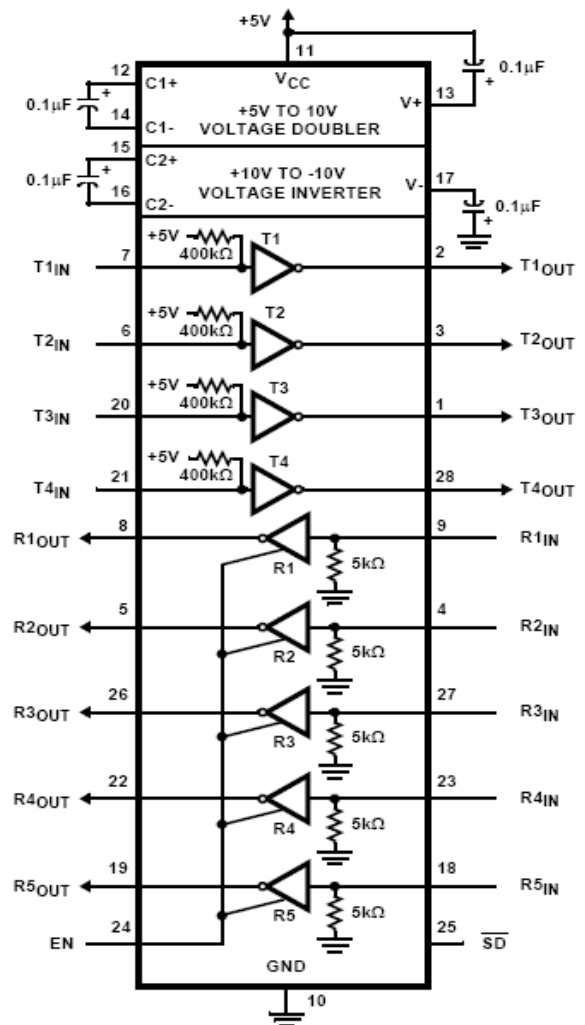 +5V
11
VCC
12
C1+
0.1µF
+
14
C1-
+5V TO 10V
VOLTAGE DOUBLER
V+
13
0.1µF
+
15
C2+
0.1µF
+
16
C2-
+10V TO -10V
VOLTAGE INVERTER
V-
17
0.1µF
+
T1IN
7
+5V
400kΩ
T1
2
T1OUT
T2IN
6
+5V
400kΩ
T2
3
T2OUT
T3IN
20
+5V
400kΩ
T3
1
T3OUT
T4IN
21
+5V
400kΩ
T4
28
T4OUT
R1OUT
8
R1
5kΩ
9
R1IN
R2OUT
5
R2
5kΩ
4
R2IN
R3OUT
26
R3
5kΩ
27
R3IN
R4OUT
22
R4
5kΩ
23
R4IN
R5OUT
19
R5
5kΩ
18
R5IN
EN
24
25
SD
GND
10